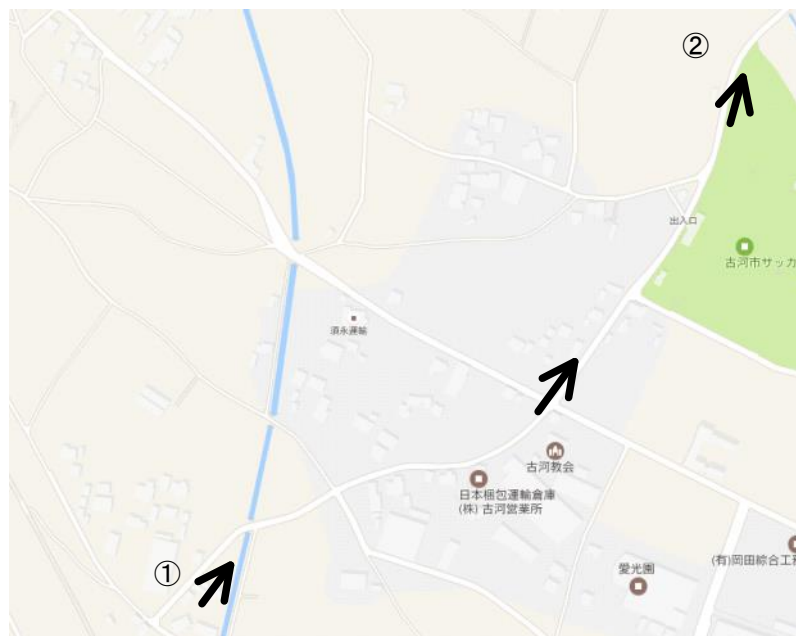 ②
出入口
古河市サッカ
須永運輸
古河教会
日本梱包運輸倉庫
(株) 古河営業所
(有)岡田綜合工務
①
愛光園